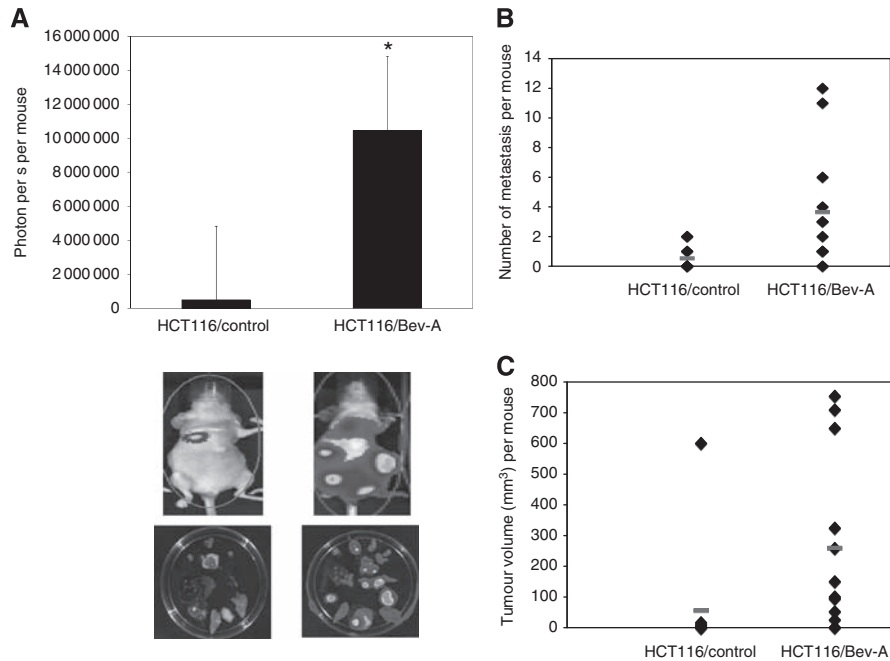 A
Photon per s per mouse
16 000 000
14 000 000
12 000 000
10 000 000
8 000 000
6 000 000
4 000 000
2 000 000
0
*
HCT116/control HCT116/Bev-A
B
Number of metastasis per mouse
14
12
10
8
6
4
2
0
HCT116/control HCT116/Bev-A
C
Tumour volume (mm³) per mouse
800
700
600
500
400
300
200
100
0
HCT116/control HCT116/Bev-A